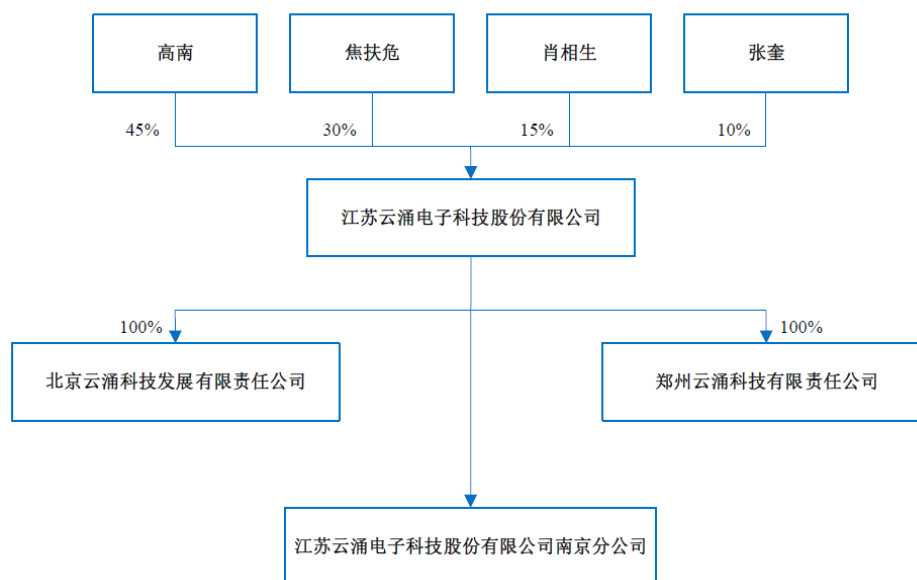 高南
焦扶危
肖相生
张奎
45%
30%
15%
10%
江苏云涌电子科技股份有限公司
100%
100%
北京云涌科技发展有限责任公司
郑州云涌科技有限责任公司
江苏云涌电子科技股份有限公司南京分公司